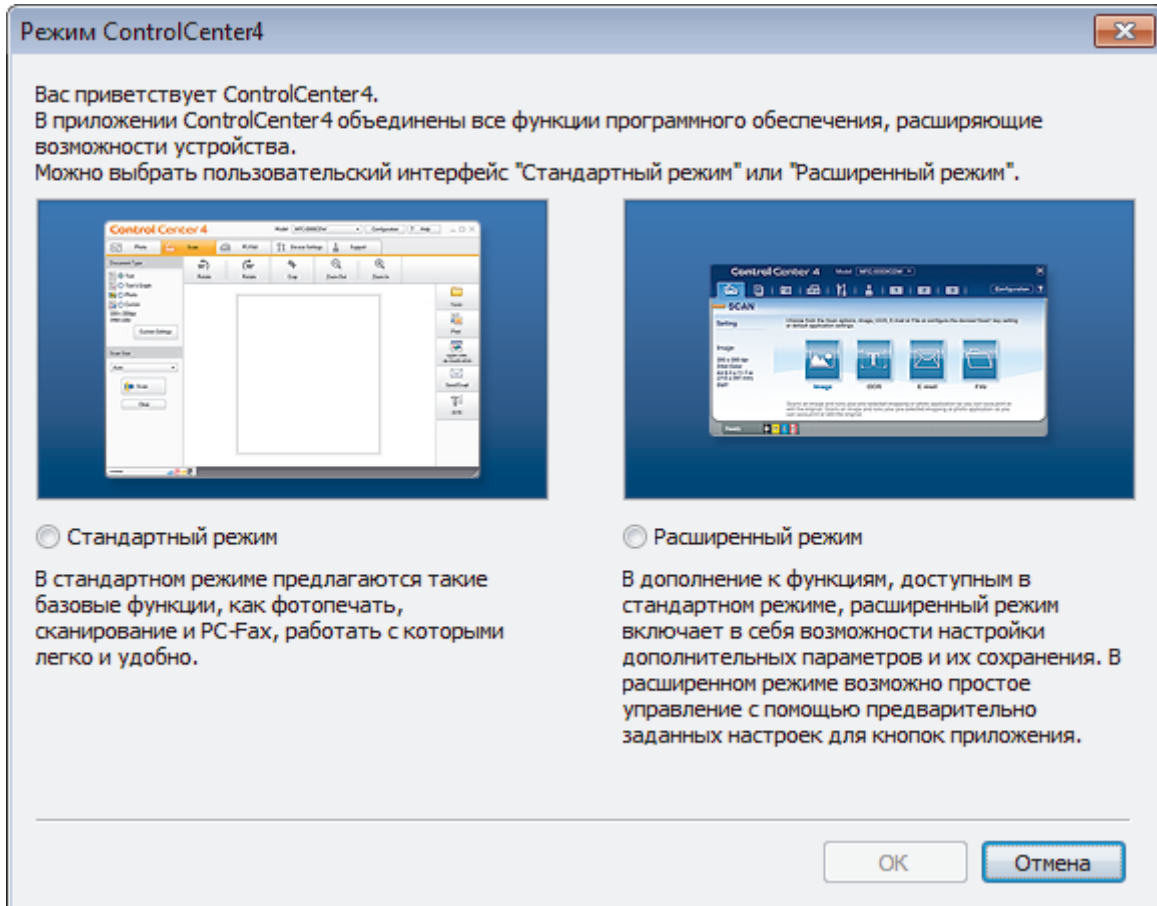 Режим ControlCenter4
Вас приветствует ControlCenter4.
В приложении ControlCenter4 объединены все функции программного обеспечения, расширяющие
возможности устройства.
Можно выбрать пользовательский интерфейс "Стандартный режим" или "Расширенный режим".
Control Center 4
Control Center 4
SCAN
Setting
Image
Image
OCR
E-mail
File
Стандартный режим
В стандартном режиме предлагаются такие
базовые функции, как фотопечать,
сканирование и PC-Fax, работать с которыми
легко и удобно.
Расширенный режим
В дополнение к функциям, доступным в
стандартном режиме, расширенный режим
включает в себя возможности настройки
дополнительных параметров и их сохранения. В
расширенном режиме возможно простое
управление с помощью предварительно
заданных настроек для кнопок приложения.
OK
Отмена